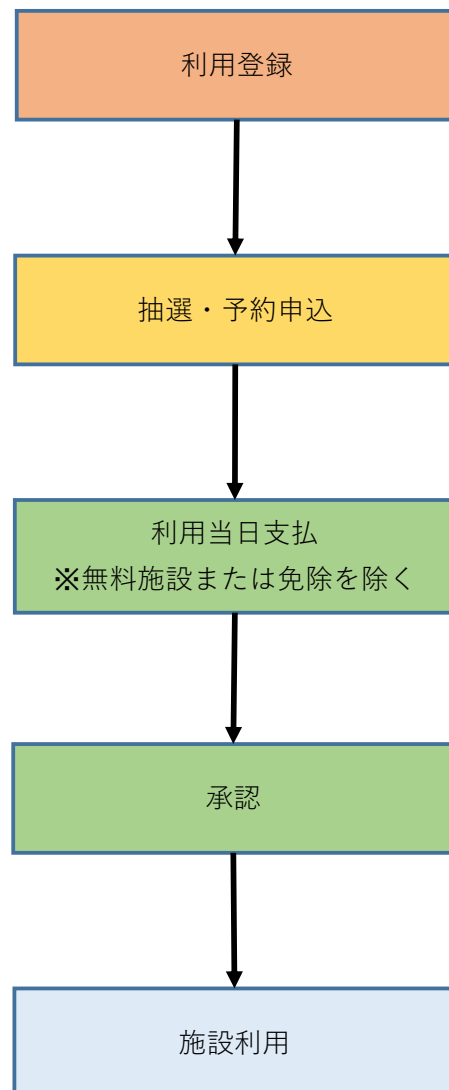 利用登録
抽選・予約申込
利用当日支払
※無料施設または免除を除く
承認
施設利用